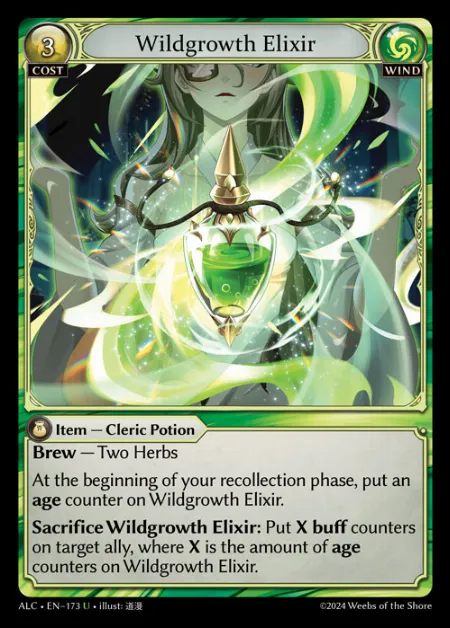 3
Wildgrowth Elixir
COST
WIND
Item — Cleric Potion
Brew — Two Herbs
At the beginning of your recollection phase, put an
age counter on Wildgrowth Elixir.
Sacrifice Wildgrowth Elixir: Put X buff counters
on target ally, where X is the amount of age
counters on Wildgrowth Elixir.
ALC • EN-173 U • illust: 道漫
©2024 Weebs of the Shore